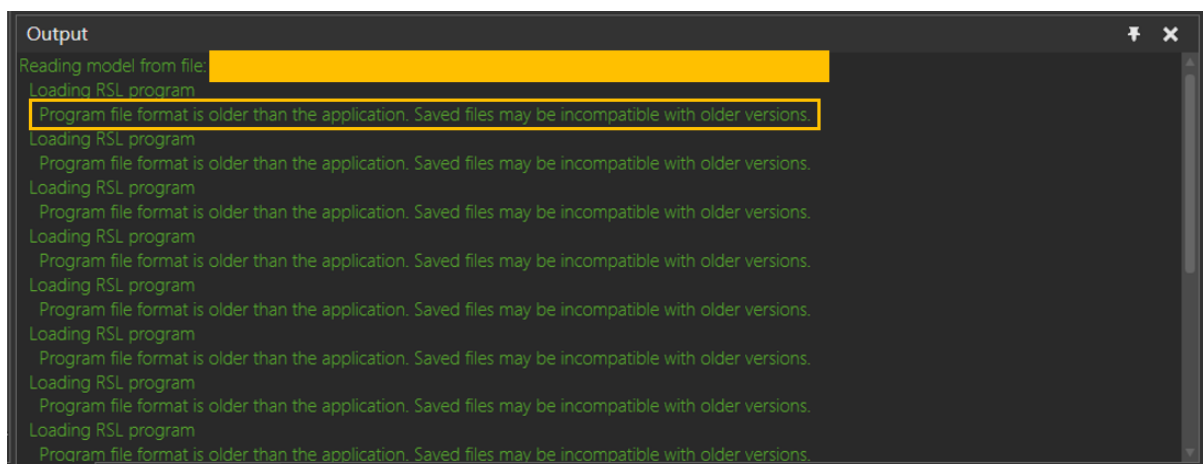 Output
Reading model from file:
Loading RSL program
Program file format is older than the application. Saved files may be incompatible with older versions.
Loading RSL program
Program file format is older than the application. Saved files may be incompatible with older versions.
Loading RSL program
Program file format is older than the application. Saved files may be incompatible with older versions.
Loading RSL program
Program file format is older than the application. Saved files may be incompatible with older versions.
Loading RSL program
Program file format is older than the application. Saved files may be incompatible with older versions.
Loading RSL program
Program file format is older than the application. Saved files may be incompatible with older versions.
Loading RSL program
Program file format is older than the application. Saved files may be incompatible with older versions.
Loading RSL program
Program file format is older than the application. Saved files may be incompatible with older versions.